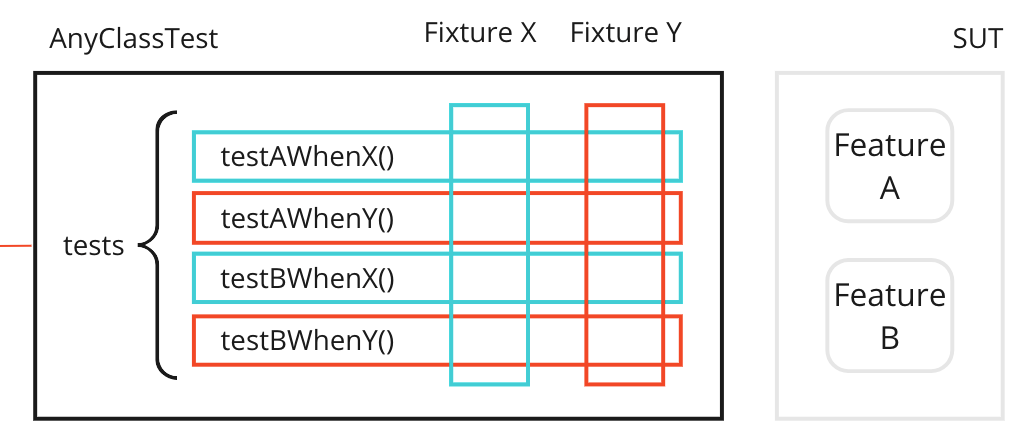 AnyClassTest
Fixture X
Fixture Y
SUT
tests
testAWhenX()
testAWhenY()
testBWhenX()
testBWhenY()
Feature
A
Feature
B